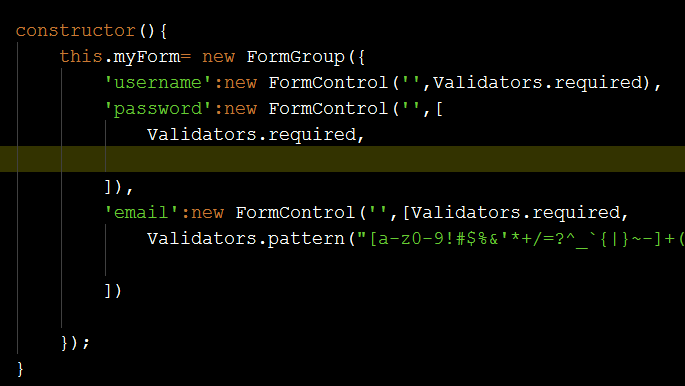 constructor(){
this.myForm= new FormGroup({
'username':new FormControl('',Validators.required),
'password':new FormControl('',[
Validators.required,
]),
'email':new FormControl('',[Validators.required,
Validators.pattern("[a-z0-9!#$%&'*+/=?^_`{|}~-]+(
])
});
}